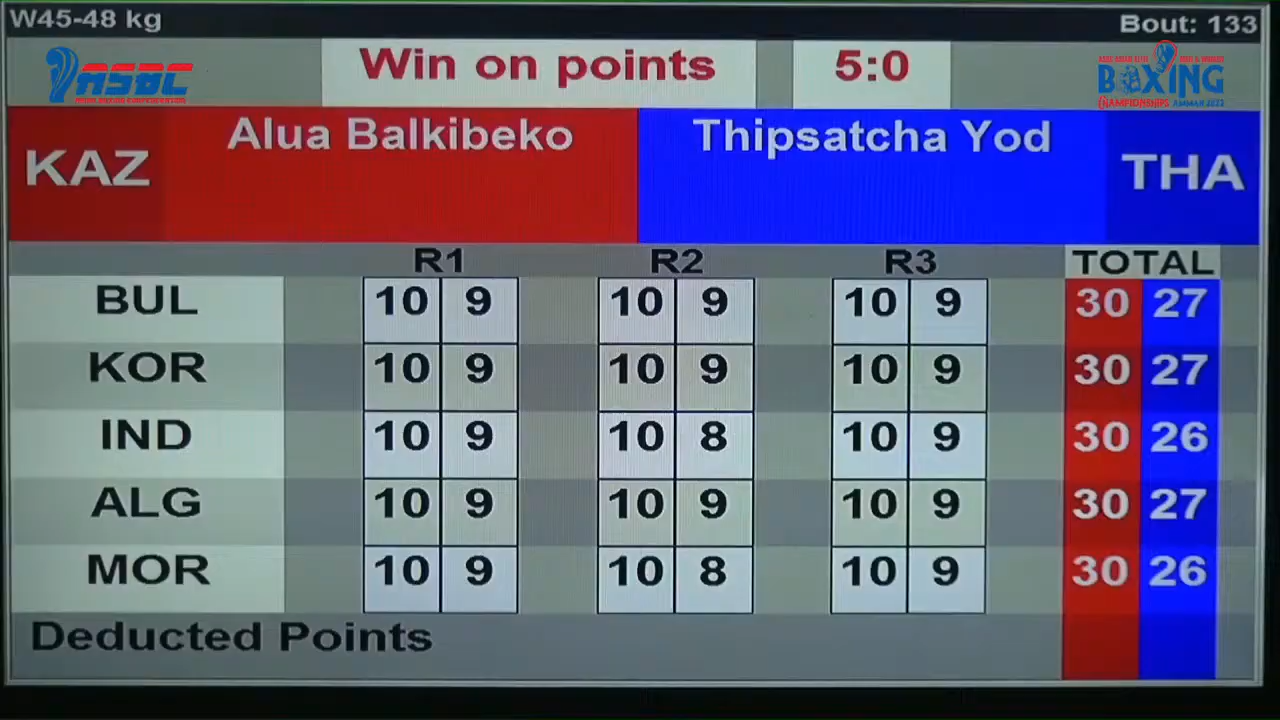 W45-48 kg
Bout: 133
ASBC
Win on points
5:0
BOXING
CHAMPIONSHIPS AMMAN 2022
KAZ
Alua Balkibeko
Thipsatcha Yod
THA
R1 R2 R3 TOTAL
BUL 10 9 10 9 10 9 30 27
KOR 10 9 10 9 10 9 30 27
IND 10 9 10 8 10 9 30 26
ALG 10 9 10 9 10 9 30 27
MOR 10 9 10 8 10 9 30 26
Deducted Points